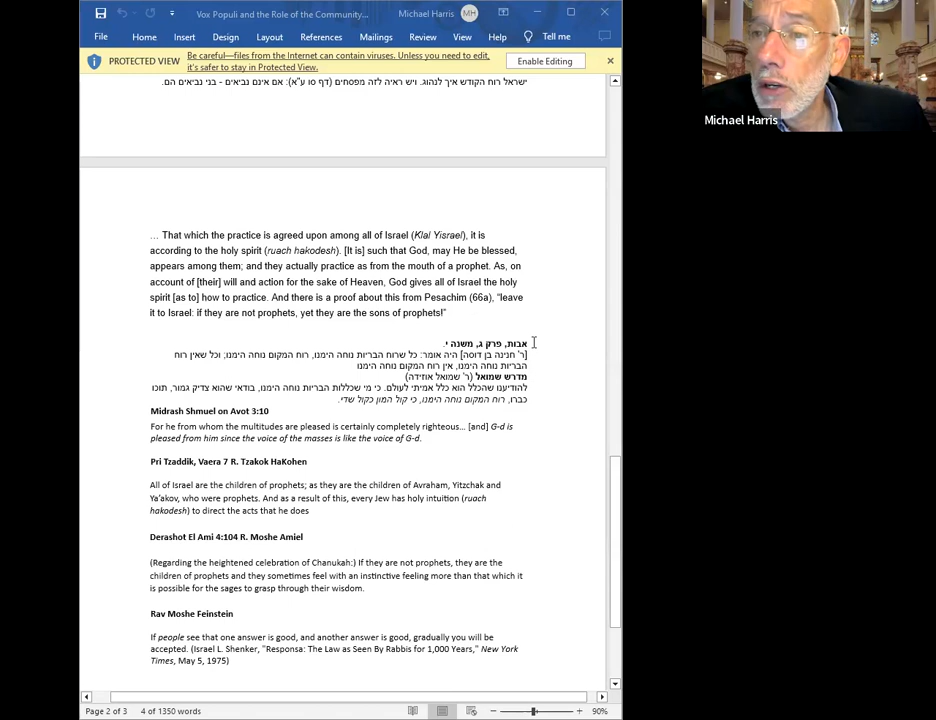 Vox Populi and the Role of the Community...
Michael Harris
MH
File
Home
Insert
Design
Layout
References
Mailings
Review
View
Help
Tell me
PROTECTED VIEW
Be careful—files from the Internet can contain viruses. Unless you need to edit,
it's safer to stay in Protected View.
Enable Editing
ישראל רוח הקודש איך לנהוג. ויש ראיה לזה מפסחים (דף סו ע"א): אם אינם נביאים - בני נביאים הם.
… That which the practice is agreed upon among all of Israel (Klal Yisrael), it is
according to the holy spirit (ruach hakodesh). [It is] such that God, may He be blessed,
appears among them; and they actually practice as from the mouth of a prophet. As, on
account of [their] will and action for the sake of Heaven, God gives all of Israel the holy
spirit [as to] how to practice. And there is a proof about this from Pesachim (66a), “leave
it to Israel: if they are not prophets, yet they are the sons of prophets!”
אבות, פרק ג, משנה י.
[ר' חנינה בן דוסה] היה אומר: כל שרוח הבריות נוחה הימנו, רוח המקום נוחה הימנו; וכל שאין רוח
הבריות נוחה הימנו, אין רוח המקום נוחה הימנו
מדרש שמואל (ר' שמואל אוזידה)
להודיענו שהכלל הוא כלל אמיתי לעולם. כי מי שכללות הבריות נוחה הימנו, בודאי שהוא צדיק גמור, תוכו
כברו, רוח המקום נוחה הימנו, כי קול המון כקול שדי.
Midrash Shmuel on Avot 3:10
For he from whom the multitudes are pleased is certainly completely righteous... [and] G-d is
pleased from him since the voice of the masses is like the voice of G-d.
Pri Tzaddik, Vaera 7 R. Tzakok HaKohen
All of Israel are the children of prophets; as they are the children of Avraham, Yitzchak and
Ya'akov, who were prophets. And as a result of this, every Jew has holy intuition (ruach
hakodesh) to direct the acts that he does
Derashot El Ami 4:104 R. Moshe Amiel
(Regarding the heightened celebration of Chanukah:) If they are not prophets, they are the
children of prophets and they sometimes feel with an instinctive feeling more than that which it
is possible for the sages to grasp through their wisdom.
Rav Moshe Feinstein
If people see that one answer is good, and another answer is good, gradually you will be
accepted. (Israel L. Shenker, "Responsa: The Law as Seen By Rabbis for 1,000 Years," New York
Times, May 5, 1975)
Page 2 of 3
4 of 1350 words
90%
Michael Harris